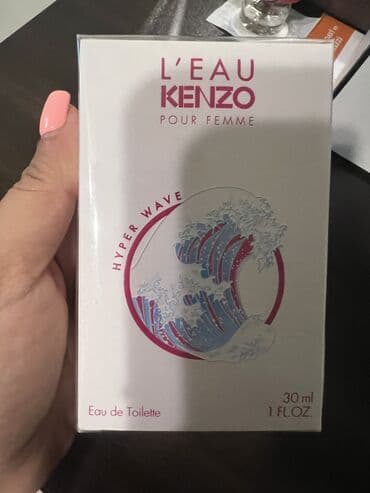 L'EAU
KENZO
POUR FEMME
HYPER WAVE
Eau de Toilette
30 ml
1 FL.OZ.